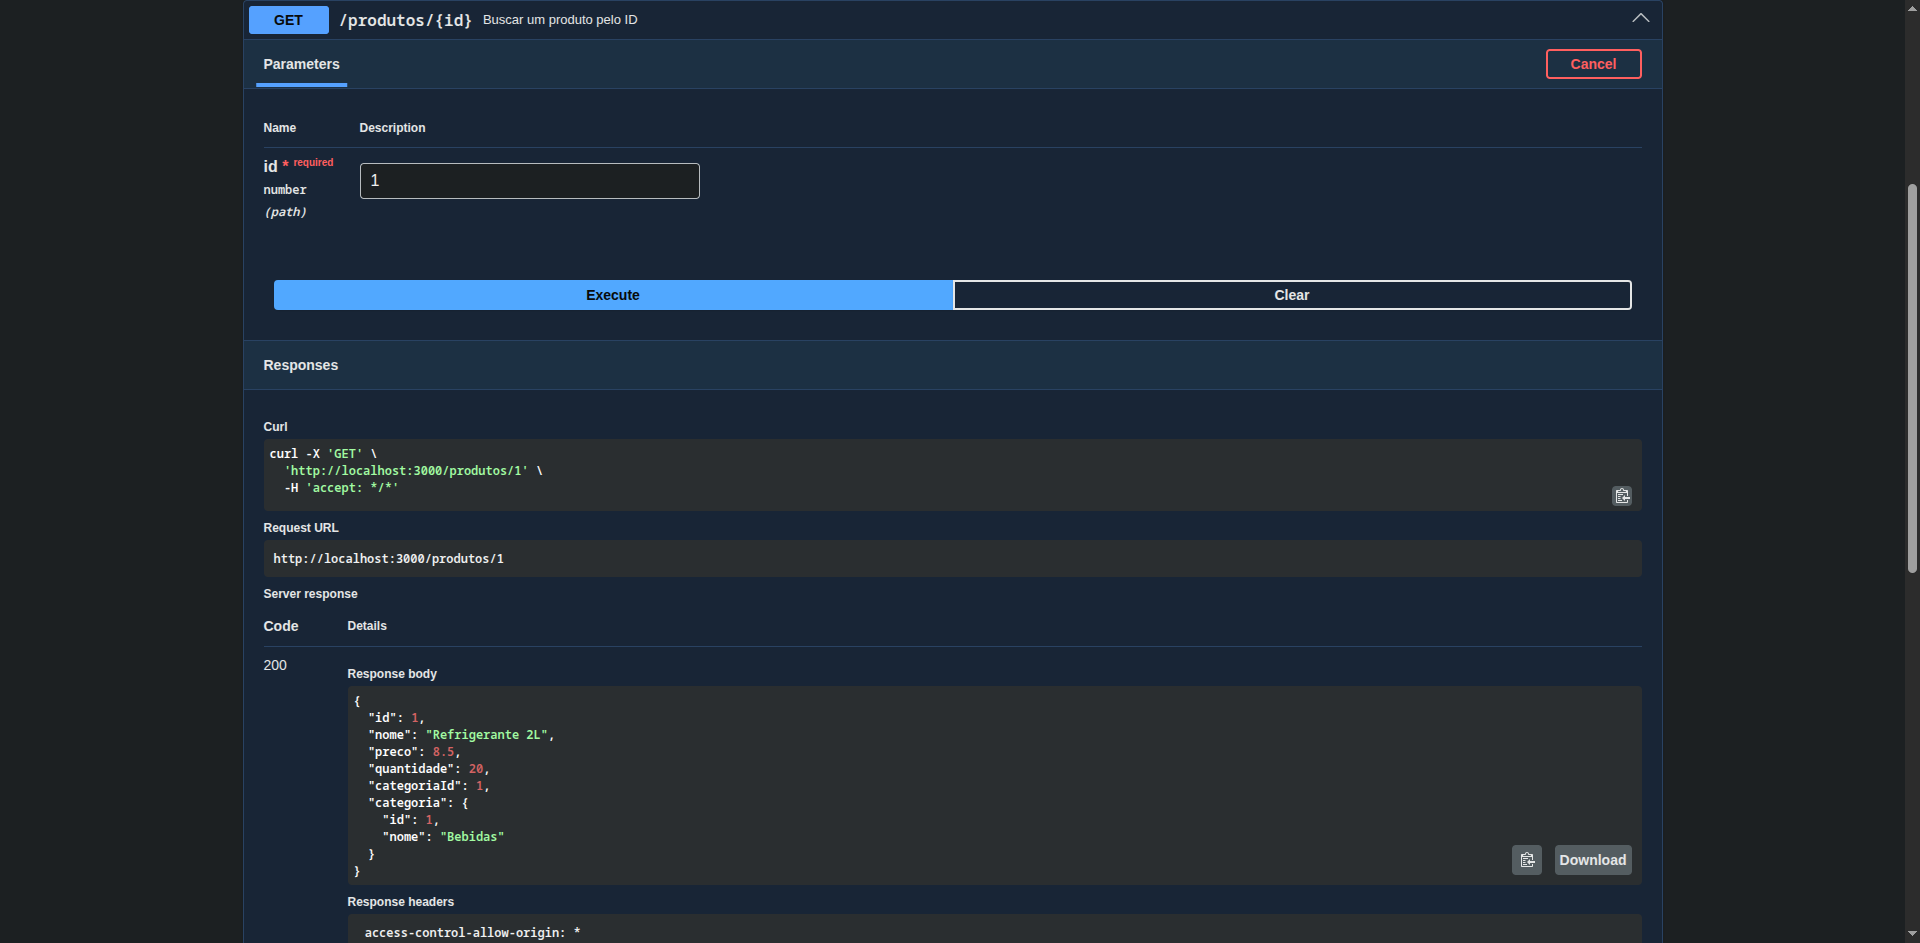 GET /produtos/{id} Buscar um produto pelo ID
Parameters Cancel
Name Description
id * required
number
(path)
1
Execute Clear
Responses
Curl
curl -X 'GET' \
  'http://localhost:3000/produtos/1' \
  -H 'accept: */*'
Request URL
http://localhost:3000/produtos/1
Server response
Code Details
200
Response body
{
  "id": 1,
  "nome": "Refrigerante 2L",
  "preco": 8.5,
  "quantidade": 20,
  "categoriaId": 1,
  "categoria": {
    "id": 1,
    "nome": "Bebidas"
  }
}
Download
Response headers
access-control-allow-origin: *